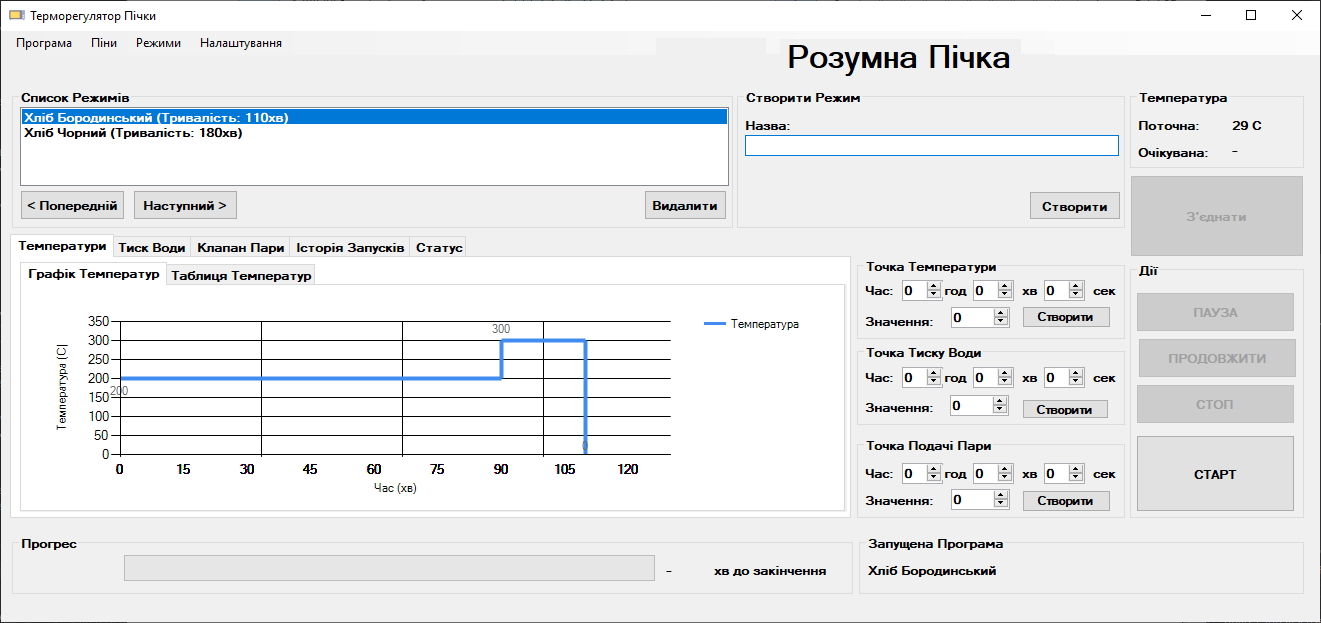 Терморегулятор Пічки
Програма Піни Режими Налаштування
Розумна Пічка
Список Режимів
Хліб Бородинський (Тривалість: 110хв)
Хліб Чорний (Тривалість: 180хв)
< Попередній Наступний > Видалити
Створити Режим
Назва:
Створити
Температура
Поточна: 29 C
Очікувана: -
З'єднати
Температури Тиск Води Клапан Пари Історія Запусків Статус
Графік Температур Таблиця Температур
350
300
250
200
150
100
50
0
Температура (C|
200
300
0
0 15 30 45 60 75 90 105 120
Час (хв)
Температура
Точка Температури
Час: 0 год 0 хв 0 сек
Значення: 0 Створити
Точка Тиску Води
Час: 0 год 0 хв 0 сек
Значення: 0 Створити
Точка Подачі Пари
Час: 0 год 0 хв 0 сек
Значення: 0 Створити
Дії
ПАУЗА
ПРОДОВЖИТИ
СТОП
СТАРТ
Прогрес
- хв до закінчення
Запущена Програма
Хліб Бородинський